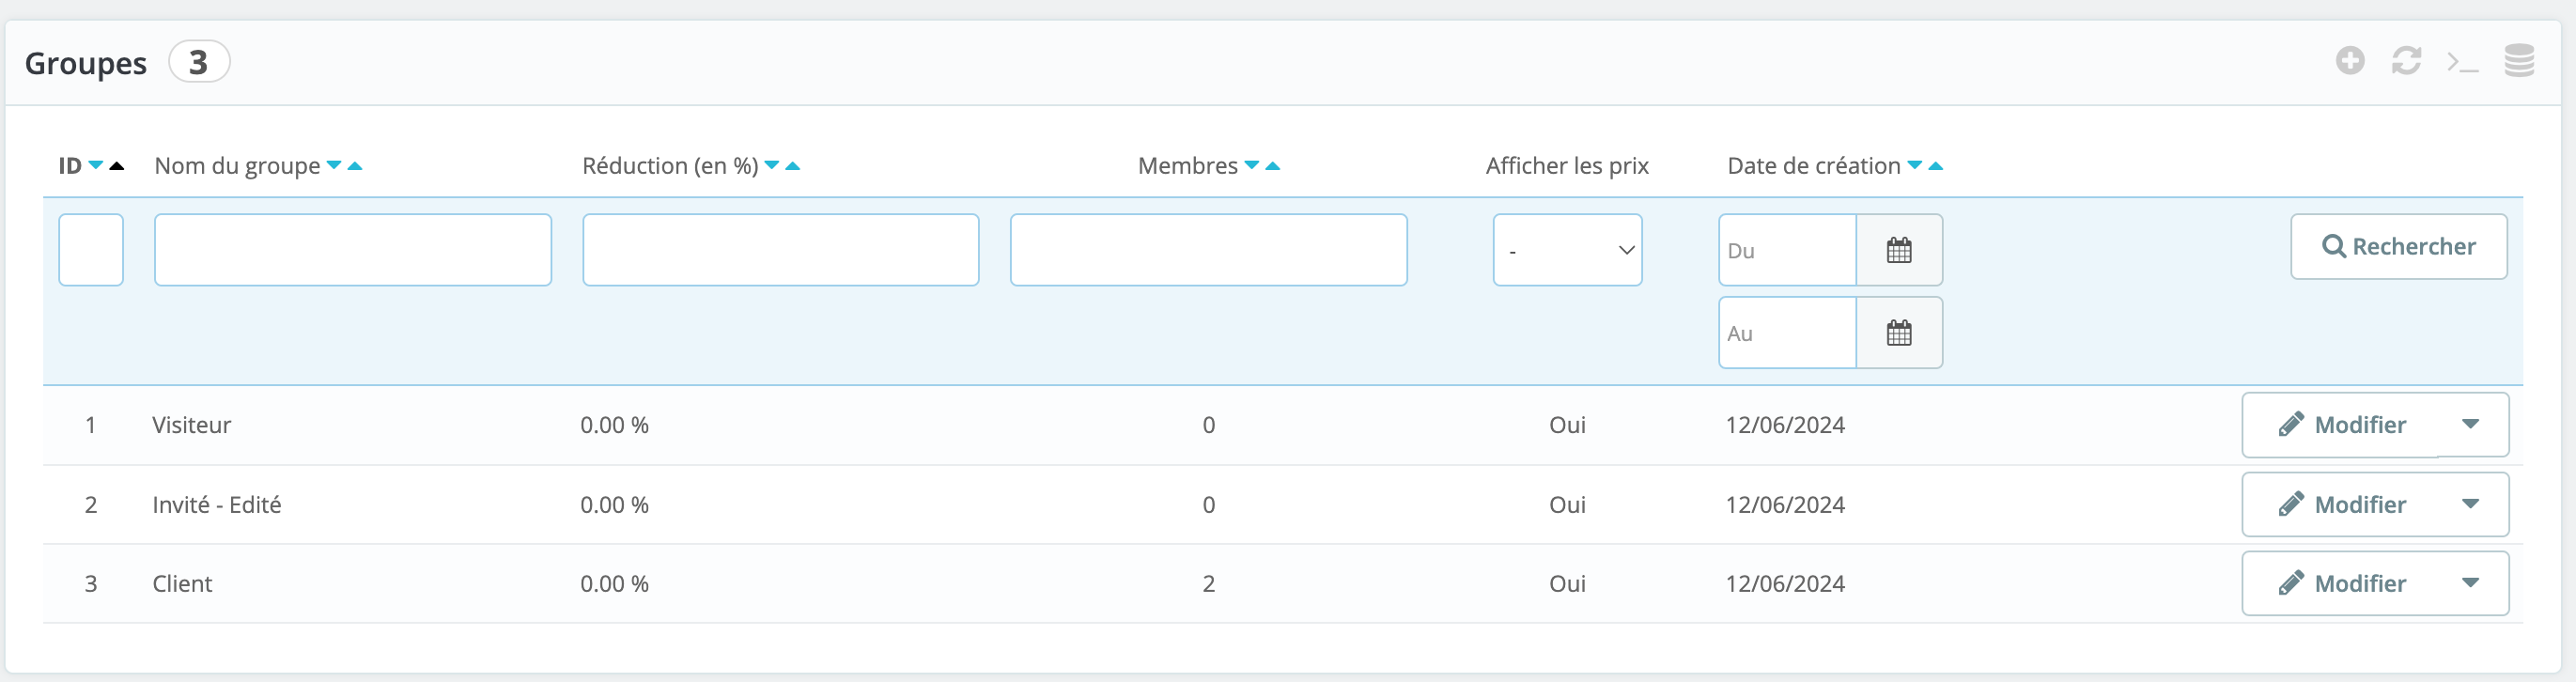 Groupes 3
ID Nom du groupe Réduction (en %) Membres Afficher les prix Date de création
- Du Rechercher
Au
1 Visiteur 0.00 % 0 Oui 12/06/2024 Modifier
2 Invité - Edité 0.00 % 0 Oui 12/06/2024 Modifier
3 Client 0.00 % 2 Oui 12/06/2024 Modifier